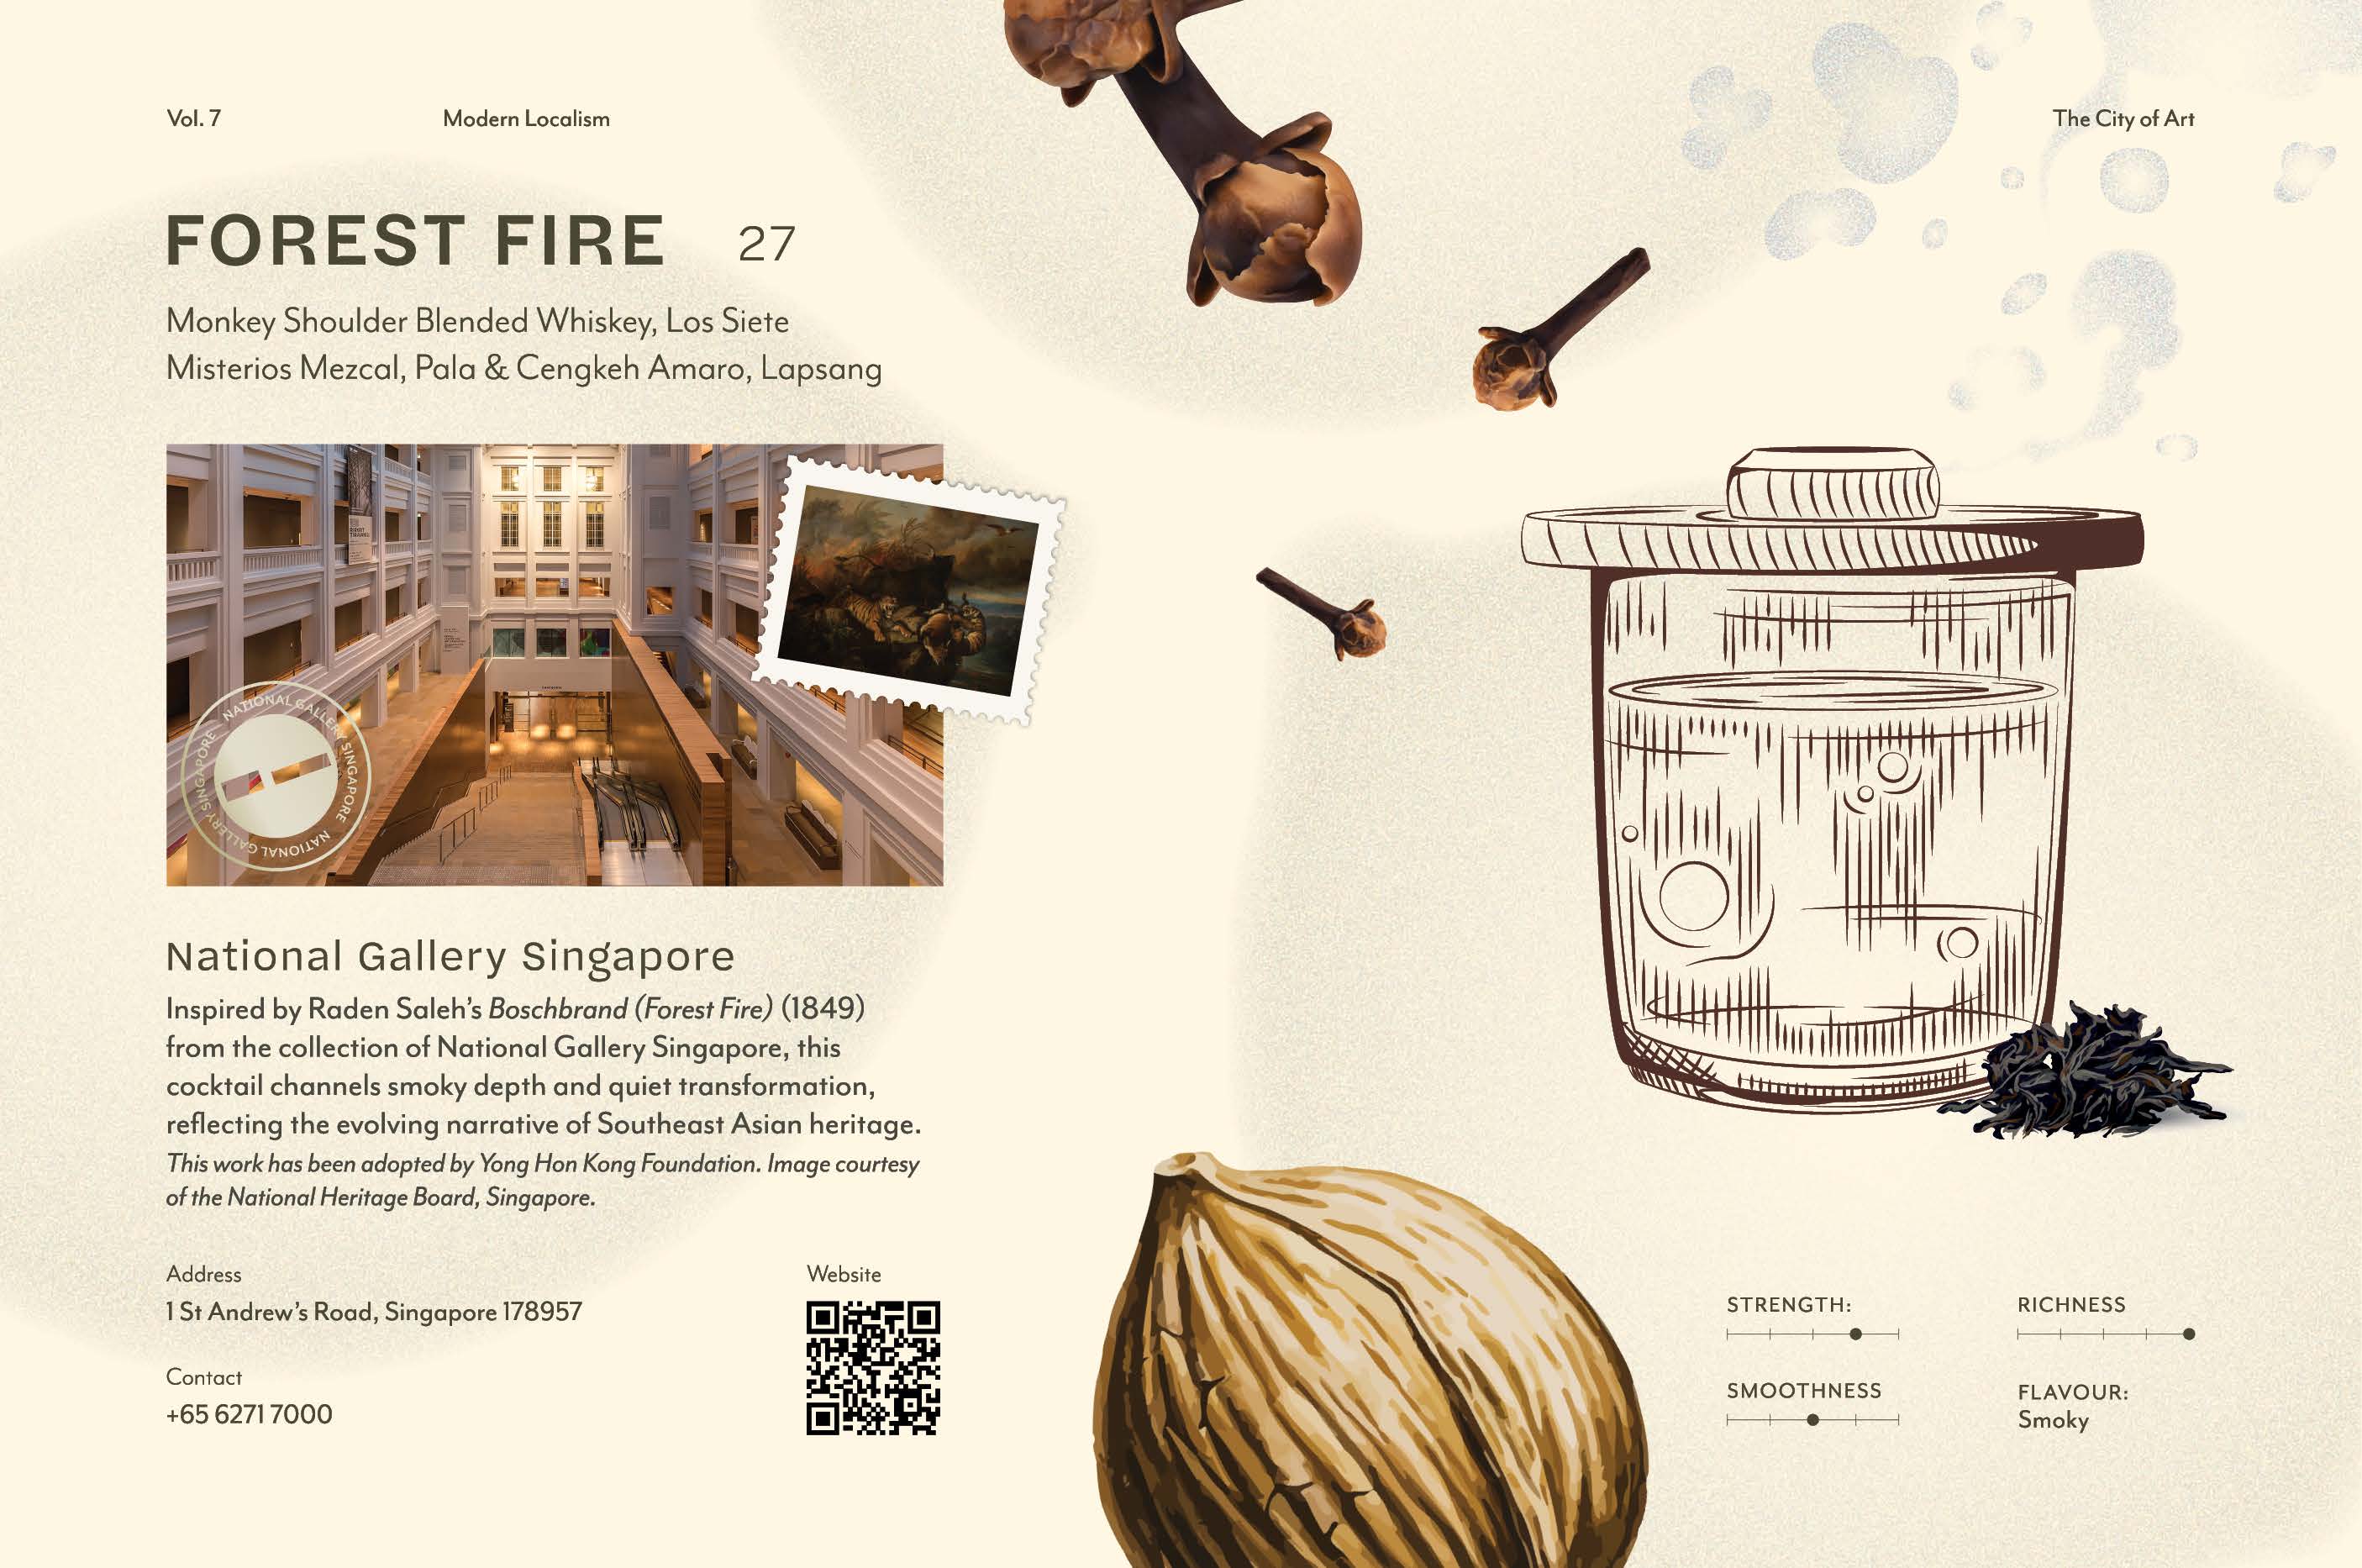 Vol. 7
Modern Localism
The City of Art
FOREST FIRE 27
Monkey Shoulder Blended Whiskey, Los Siete
Misterios Mezcal, Pala & Cengkeh Amaro, Lapsang
NATIONAL GALLERY SINGAPORE
NATIONAL GALLERY SINGAPORE
National Gallery Singapore
Inspired by Raden Saleh's Boschbrand (Forest Fire) (1849)
from the collection of National Gallery Singapore, this
cocktail channels smoky depth and quiet transformation,
reflecting the evolving narrative of Southeast Asian heritage.
This work has been adopted by Yong Hon Kong Foundation. Image courtesy
of the National Heritage Board, Singapore.
Address
1 St Andrew's Road, Singapore 178957
Contact
+65 6271 7000
Website
STRENGTH:
RICHNESS
SMOOTHNESS
FLAVOUR:
Smoky